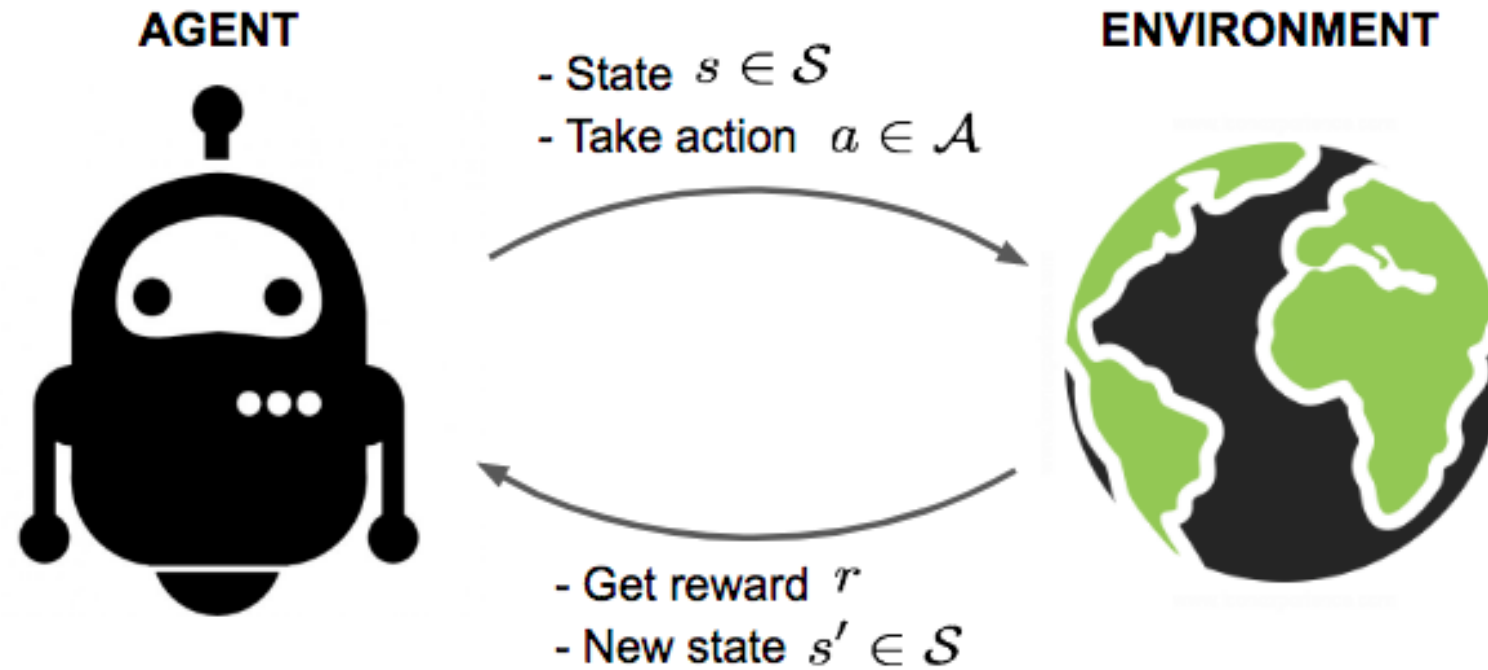 AGENT
ENVIRONMENT
- State s ∈ 𝒮
- Take action a ∈ 𝒜
- Get reward r
- New state s′ ∈ 𝒮